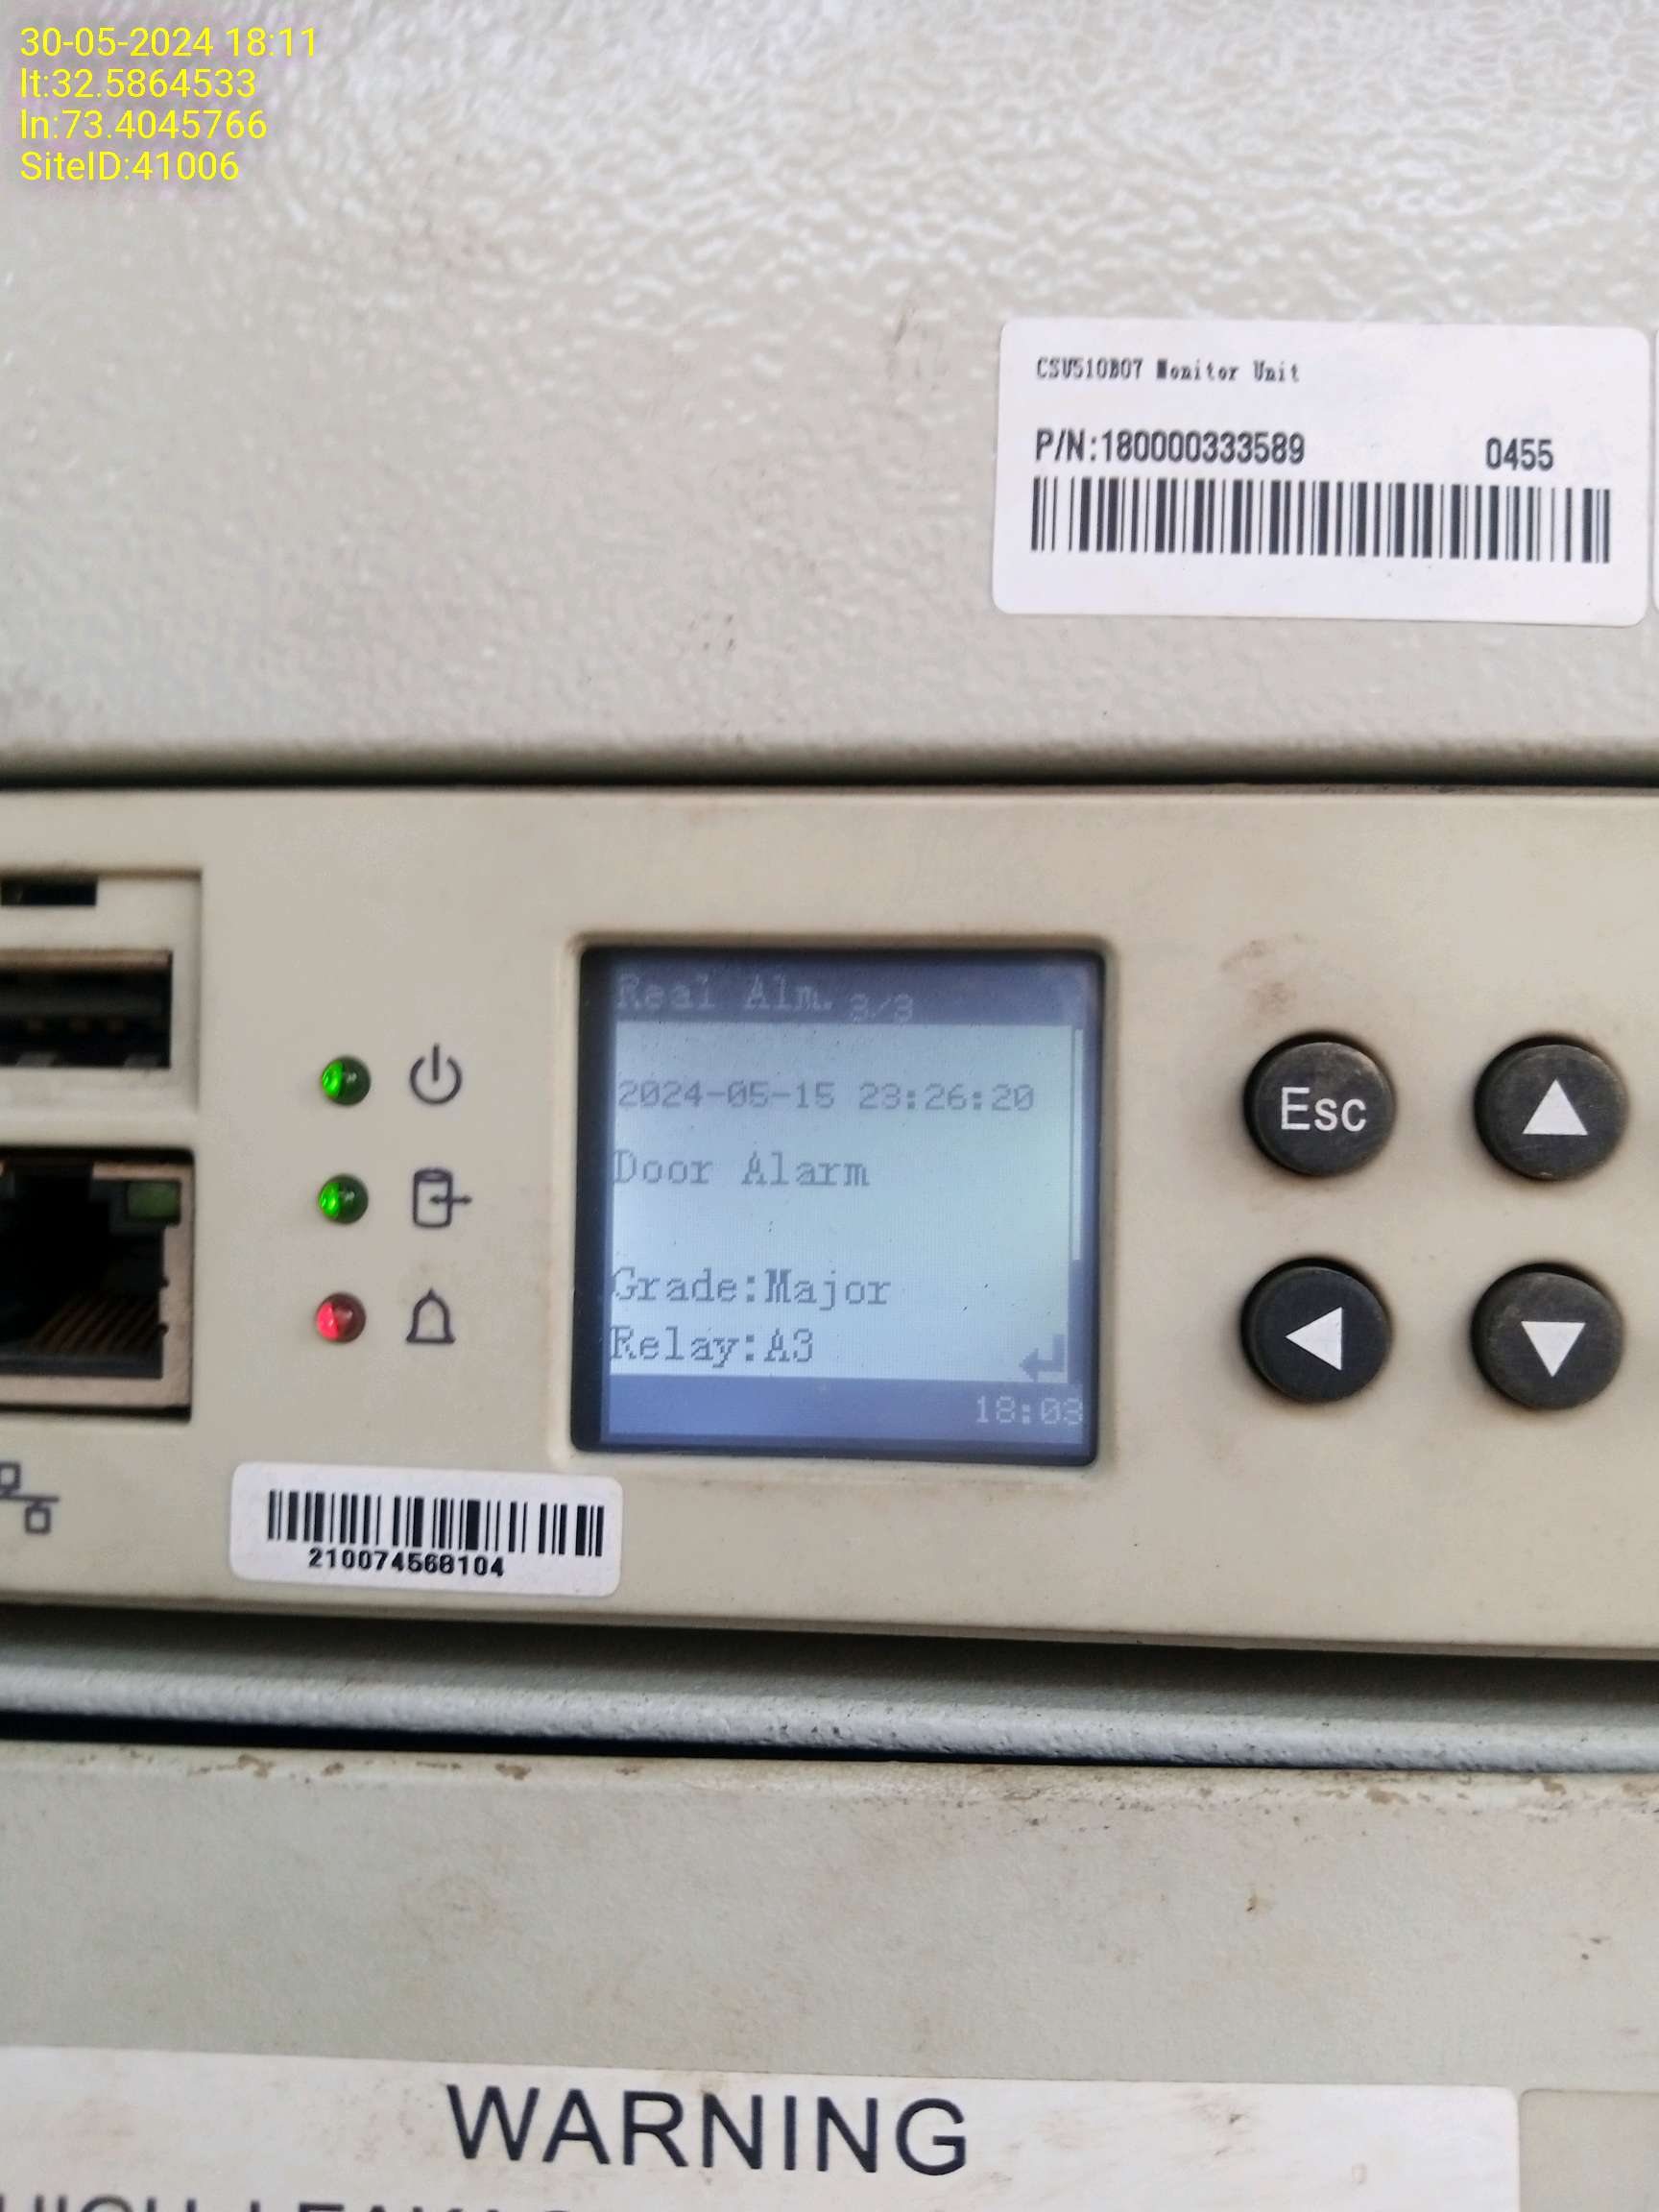 30-05-2024 18:11
lt:32.5864533
ln:73.4045766
SiteID:41006
CSU510B07 Monitor Unit
P/N:180000333589 0455
Real Alm. 3/3
2024-05-15 23:26:20
Door Alarm
Grade:Major
Relay:A3
18:03
Esc
210074568104
WARNING